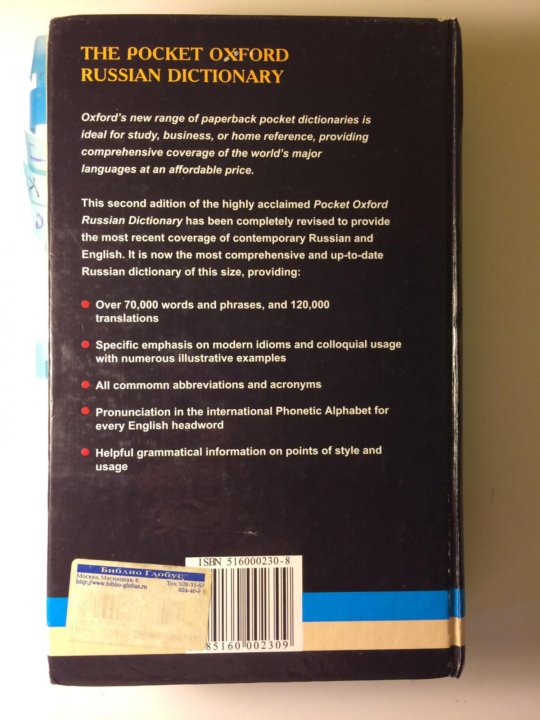 THE POCKET OXFORD
RUSSIAN DICTIONARY
Oxford's new range of paperback pocket dictionaries is
ideal for study, business, or home reference, providing
comprehensive coverage of the world's major
languages at an affordable price.
This second adition of the highly acclaimed Pocket Oxford
Russian Dictionary has been completely revised to provide
the most recent coverage of contemporary Russian and
English. It is now the most comprehensive and up-to-date
Russian dictionary of this size, providing:
Over 70,000 words and phrases, and 120,000
translations
Specific emphasis on modern idioms and colloquial usage
with numerous illustrative examples
All commomn abbreviations and acronyms
Pronunciation in the international Phonetic Alphabet for
every English headword
Helpful grammatical information on points of style and
usage
ISBN 516000230-8
Библио Глобус
Москва, Мясницкая, 6
http://www.biblio-globus.ru
85160 002309